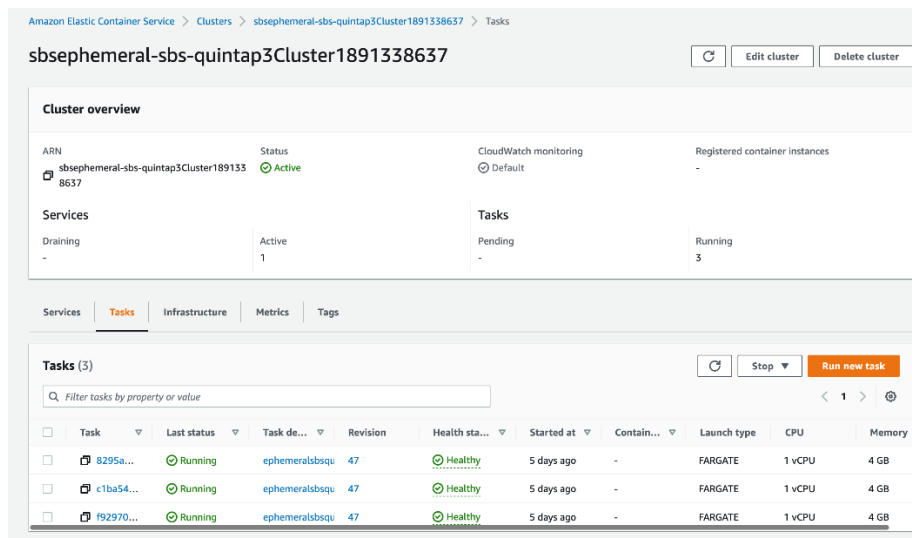 Amazon Elastic Container Service > Clusters > sbsephemeral-sbs-quintap3Cluster1891338637 > Tasks
sbsephemeral-sbs-quintap3Cluster1891338637
Edit cluster
Delete cluster
Cluster overview
ARN
sbsephemeral-sbs-quintap3Cluster189133
8637
Status
Active
CloudWatch monitoring
Default
Registered container instances
-
Services
Draining
-
Active
1
Tasks
Pending
-
Running
3
Services Tasks Infrastructure Metrics Tags
Tasks (3)
Stop Run new task
Filter tasks by property or value
< 1 >
Task Last status Task de... Revision Health sta... Started at Contain... Launch type CPU Memory
8295a... Running ephemeralsbsqu 47 Healthy 5 days ago - FARGATE 1 vCPU 4 GB
c1ba54... Running ephemeralsbsqu 47 Healthy 5 days ago - FARGATE 1 vCPU 4 GB
f92970... Running ephemeralsbsqu 47 Healthy 5 days ago - FARGATE 1 vCPU 4 GB